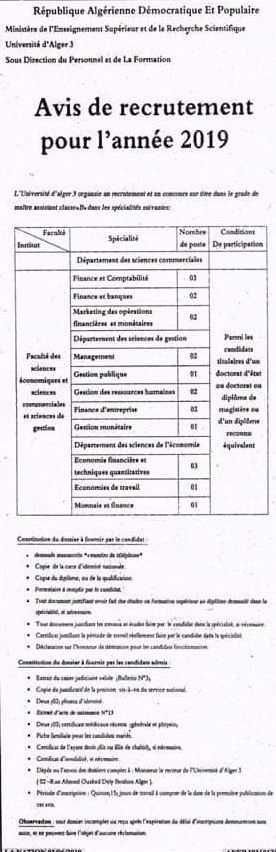 République Algérienne Démocratique Et Populaire
Ministère de l'Enseignement Supérieur et de la Recherche Scientifique
Université d'Alger 3
Sous Direction du Personnel et de La Formation
Avis de recrutement
pour l'année 2019
L'Université d'alger 3 organsie un recrutement et un concours sur titre dans le grade de
maître assistant classe«B» dans les spécialités suivantes:
Faculté
Institut
Spécialité
Nombre
de poste
Conditions
De participation
Département des sciences commerciales
Faculté des
sciences
économiques et
sciences
commerciales
et sciences de
gestion
Finance et Comptabilité 03
Finance et banques 02
Marketing des opérations
financières et monétaires 02
Département des sciences de gestion
Management 02
Gestion publique 01
Gestion des ressources humaines 02
Finance d'entreprise 02
Gestion monétaire 01
Département des sciences de l'économie
Economie financière et
techniques quantitatives 03
Economies de travail 01
Monnaie et finance 01
Parmi les
candidats
titulaires d'un
doctorat d'état
ou doctorat ou
diplôme de
magistère ou
d'un diplôme
reconnu
équivalent
Constitution du dossier à fournir par le candidat :
• demande manuscrite +numéro de téléphone*
• Copie de la carte d'identité nationale.
• Copie du diplôme, ou de la qualification.
• Formulaire à remplir par le candidat.
• Tout document justifiant avoir fait des études ou formation supérieur au diplôme demandé dans la
spécialité, si nécessaire.
• Tout document justifiant les travaux et études faits par le candidat dans la spécialité, si nécessaire.
• Certificat justifiant la période de travail réellement faite par le candidat dans la spécialité.
• Déclaration sur l'honneur de démission pour les candidats fonctionnaires.
Constitution du dossier à fournir par les candidats admis :
• Extrait du casier judiciaire valide (Bulletin N°3).
• Copie du justificatif de la position vis-à-vis du service national.
• Deux (02) photos d'identité.
• Extrait d'acte de naissance N°13
• Deux (02) certificats médicaux récents (générale et phtysio).
• Fiche familiale pour les candidats mariés.
• Certificat de l'ayant droit (fils ou fille de chahid), si nécessaire.
• Certificat d'invalidité, si nécessaire.
• Dépôt ou l'envoi des dossiers complet à : Monsieur le recteur de l'Université d'Alger 3
( 02 -Rue Ahmed Ouaked Dely Ibrahim Alger ).
• Période d'inscription : Quinze(15) jours de travail à compter de la date de la première publication de
cet avis.
Observation : tout dossier incomplet ou reçu après l'expiration du délai d'inscriptions demeureront sans
suite, et ne peuvent faire l'objet d'aucune réclamation.
LA NATION